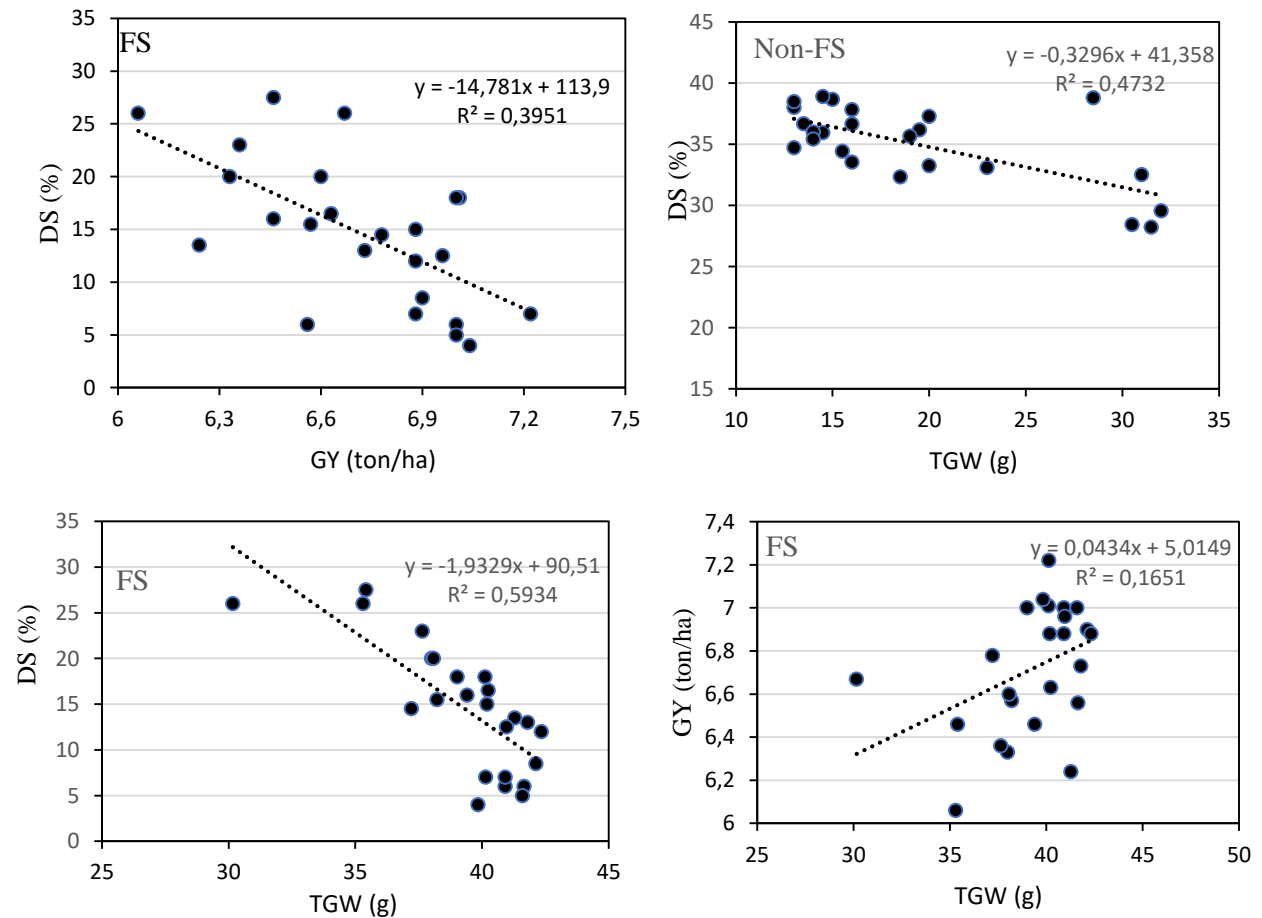 FS
y = -14,781x + 113,9
R² = 0,3951
35
30
25
20
15
10
5
0
DS (%)
6 6,3 6,6 6,9 7,2 7,5
GY (ton/ha)
Non-FS
y = -0,3296x + 41,358
R² = 0,4732
45
40
35
30
25
20
15
DS (%)
10 15 20 25 30 35
TGW (g)
FS
y = -1,9329x + 90,51
R² = 0,5934
35
30
25
20
15
10
5
0
DS (%)
25 30 35 40 45
TGW (g)
FS
y = 0,0434x + 5,0149
R² = 0,1651
7,4
7,2
7
6,8
6,6
6,4
6,2
6
GY (ton/ha)
25 30 35 40 45 50
TGW (g)